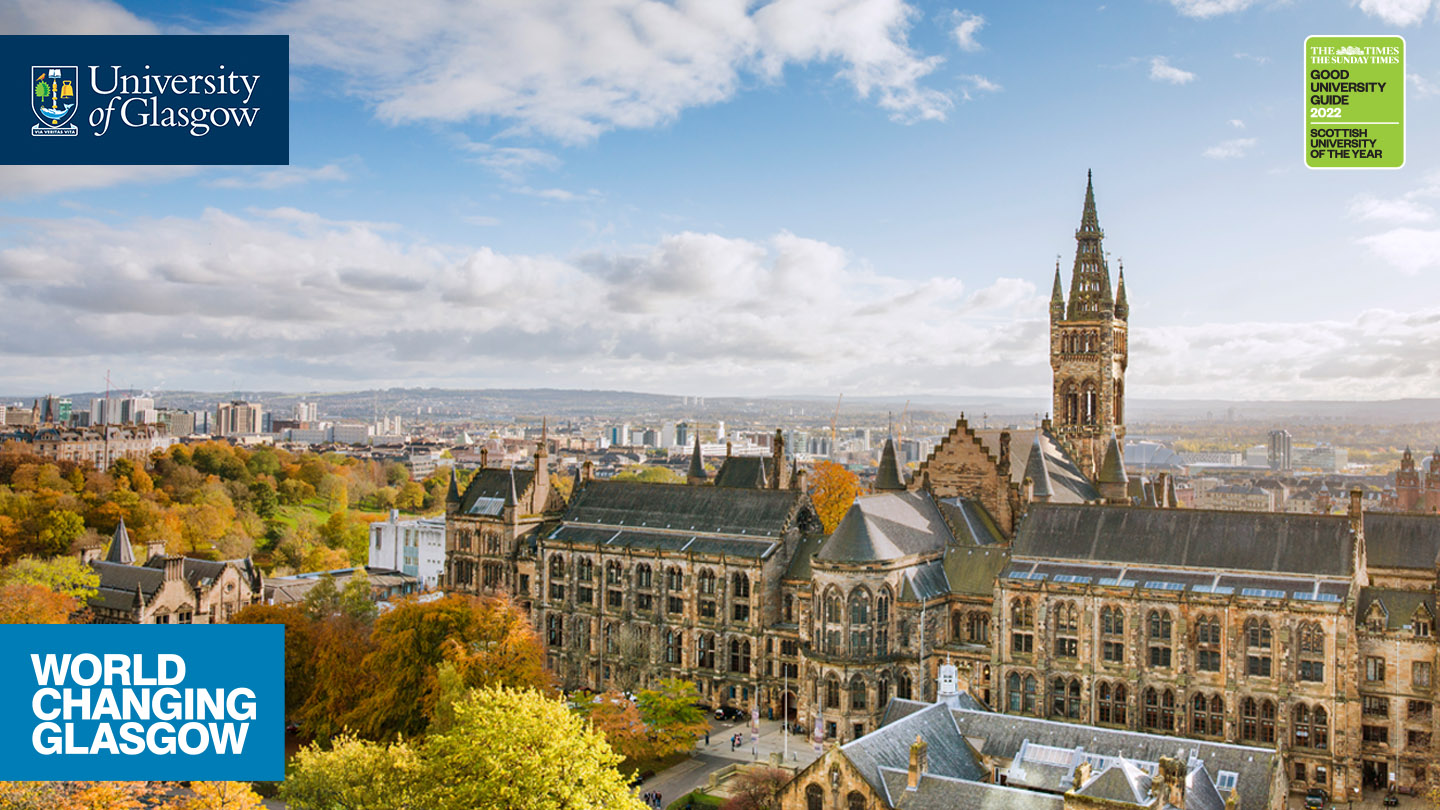 University
of Glasgow
VIA VERITAS VITA
THE TIMES
THE SUNDAY TIMES
GOOD
UNIVERSITY
GUIDE
2022
SCOTTISH
UNIVERSITY
OF THE YEAR
WORLD
CHANGING
GLASGOW